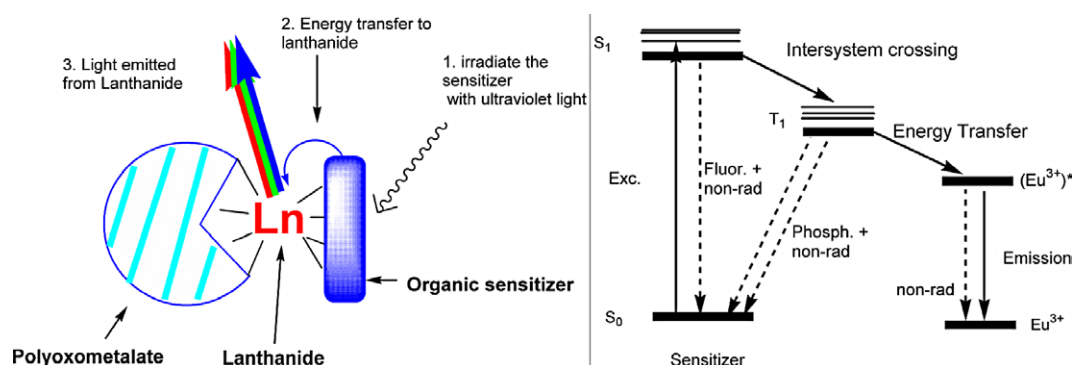 2. Energy transfer to
lanthanide
3. Light emitted
from Lanthanide
1. irradiate the
sensitizer
with ultraviolet light
Ln
Organic sensitizer
Polyoxometalate
Lanthanide
S₁
Intersystem crossing
T₁
Energy Transfer
Exc.
Fluor. +
non-rad
(Eu³⁺)*
Phosph. +
non-rad
Emission
non-rad
S₀
Eu³⁺
Sensitizer